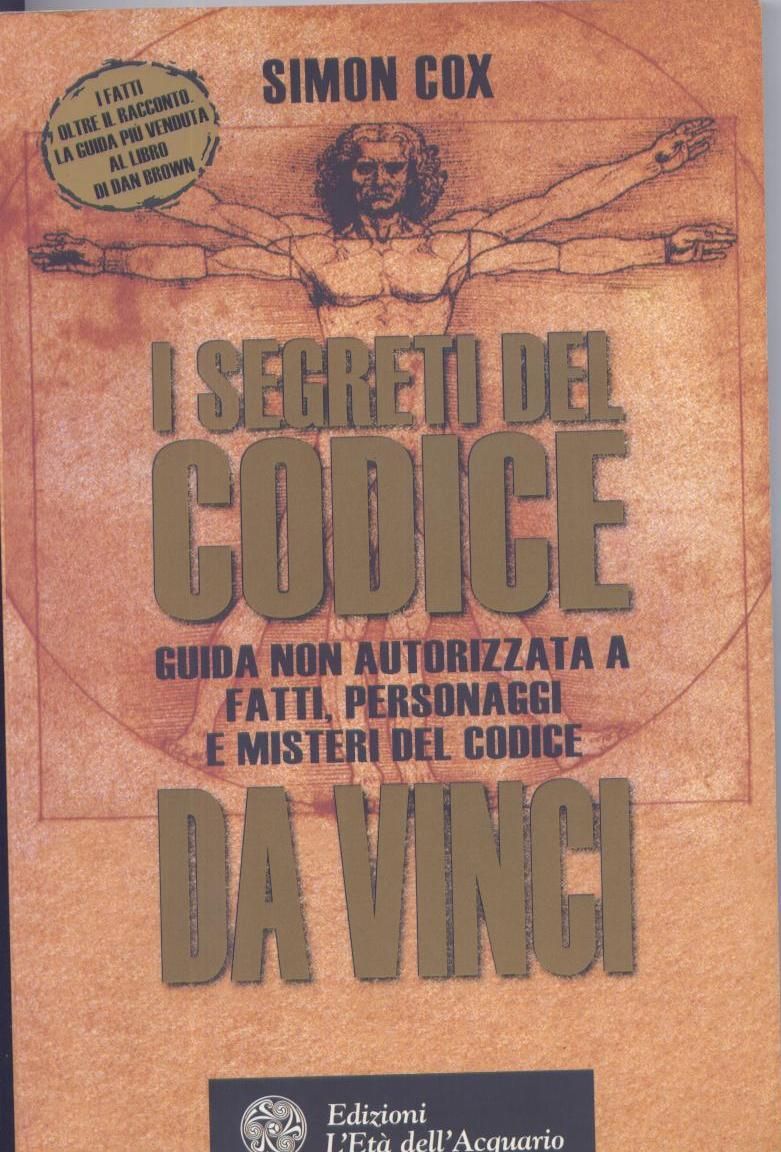 SIMON COX
I FATTI
OLTRE IL RACCONTO.
LA GUIDA PIÙ VENDUTA
AL LIBRO
DI DAN BROWN
I SEGRETI DEL
CODICE
GUIDA NON AUTORIZZATA A
FATTI, PERSONAGGI
E MISTERI DEL CODICE
DA VINCI
Edizioni
L'Età dell'Acquario